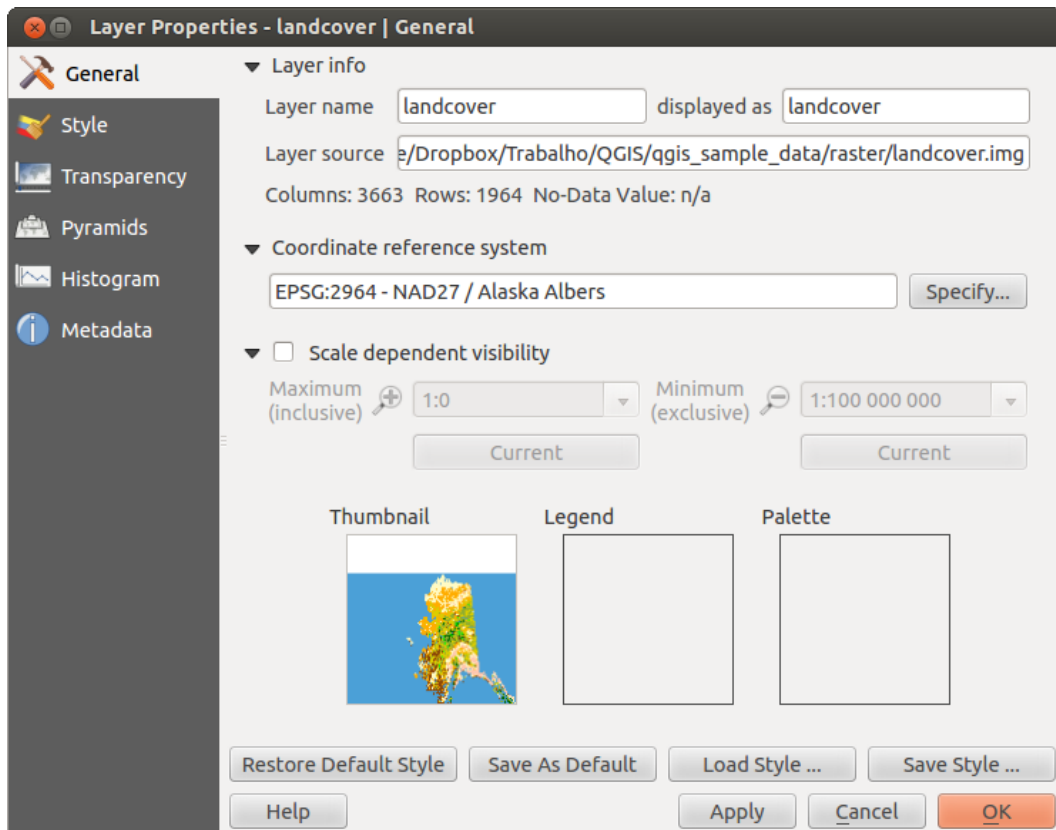 Layer Properties - landcover | General
General
Style
Transparency
Pyramids
Histogram
Metadata
Layer info
Layer name landcover displayed as landcover
Layer source e/Dropbox/Trabalho/QGIS/qgis_sample_data/raster/landcover.img
Columns: 3663 Rows: 1964 No-Data Value: n/a
Coordinate reference system
EPSG:2964 - NAD27 / Alaska Albers Specify...
Scale dependent visibility
Maximum (inclusive) 1:0 Minimum (exclusive) 1:100 000 000
Current Current
Thumbnail Legend Palette
Restore Default Style Save As Default Load Style ... Save Style ...
Help Apply Cancel OK